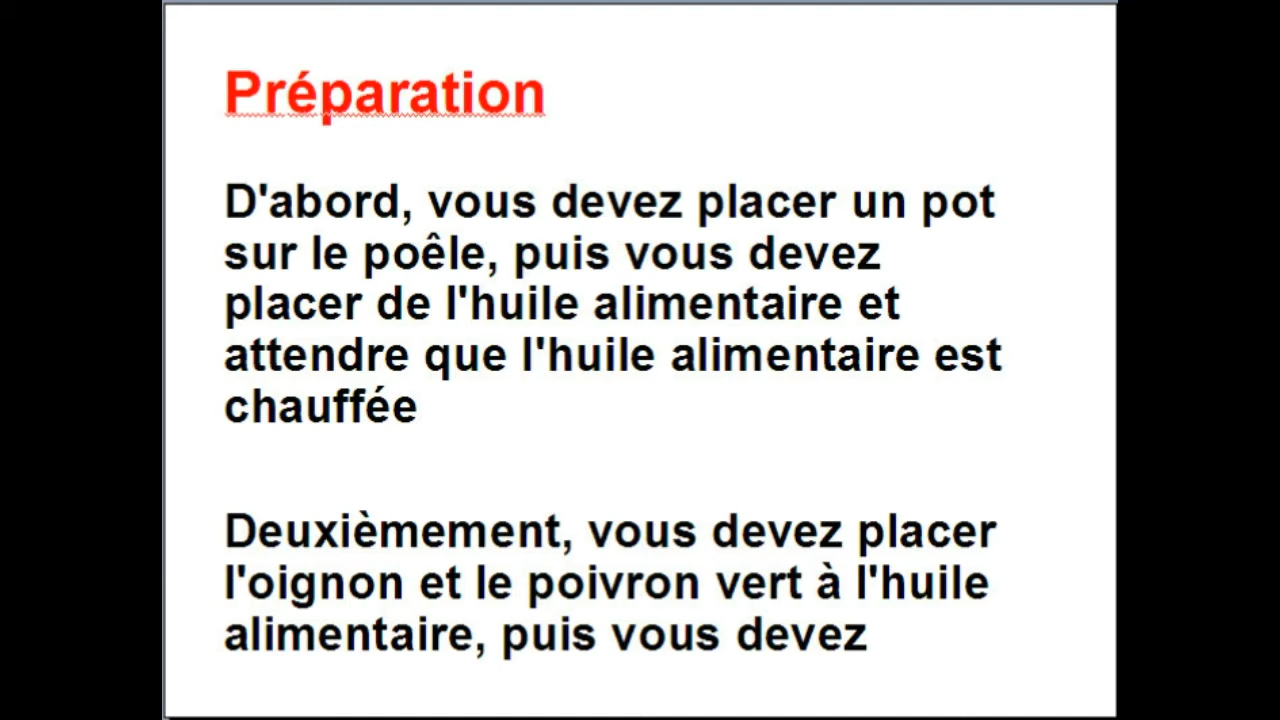 Préparation
D'abord, vous devez placer un pot
sur le poêle, puis vous devez
placer de l'huile alimentaire et
attendre que l'huile alimentaire est
chauffée
Deuxièmement, vous devez placer
l'oignon et le poivron vert à l'huile
alimentaire, puis vous devez